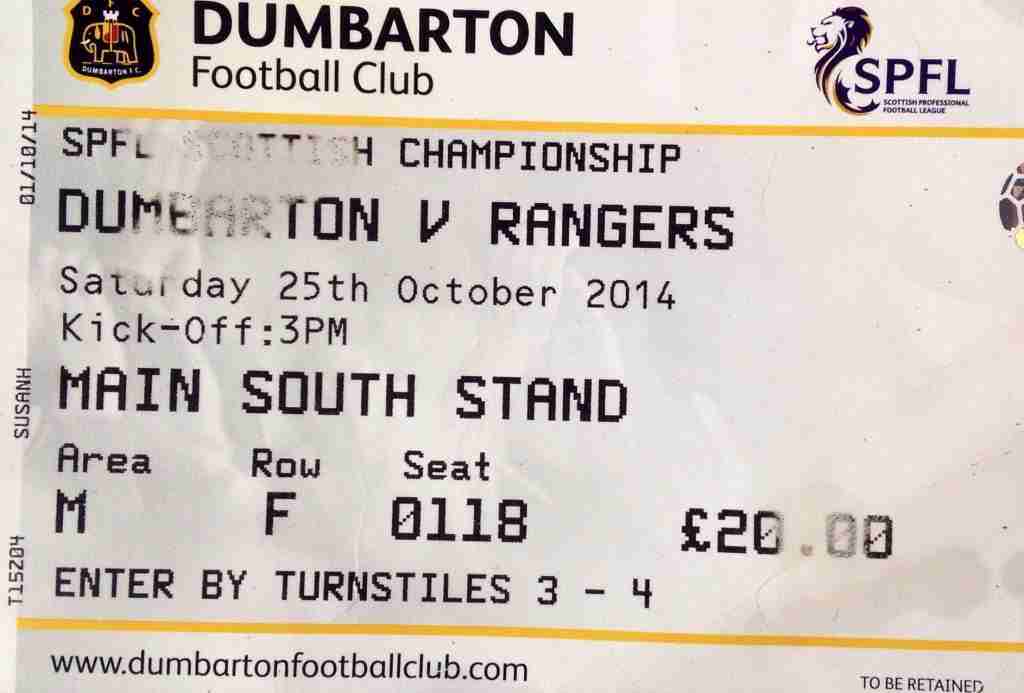 D F C
DUMBARTON F.C.
DUMBARTON
Football Club
SPFL
SCOTTISH PROFESSIONAL
FOOTBALL LEAGUE
SPFL SCOTTISH CHAMPIONSHIP
DUMBARTON V RANGERS
Saturday 25th October 2014
Kick-Off:3PM
MAIN SOUTH STAND
Area Row Seat
M F 0118 £20.00
ENTER BY TURNSTILES 3 - 4
www.dumbartonfootballclub.com
TO BE RETAINED
01/10/14
SUSANH
T15204